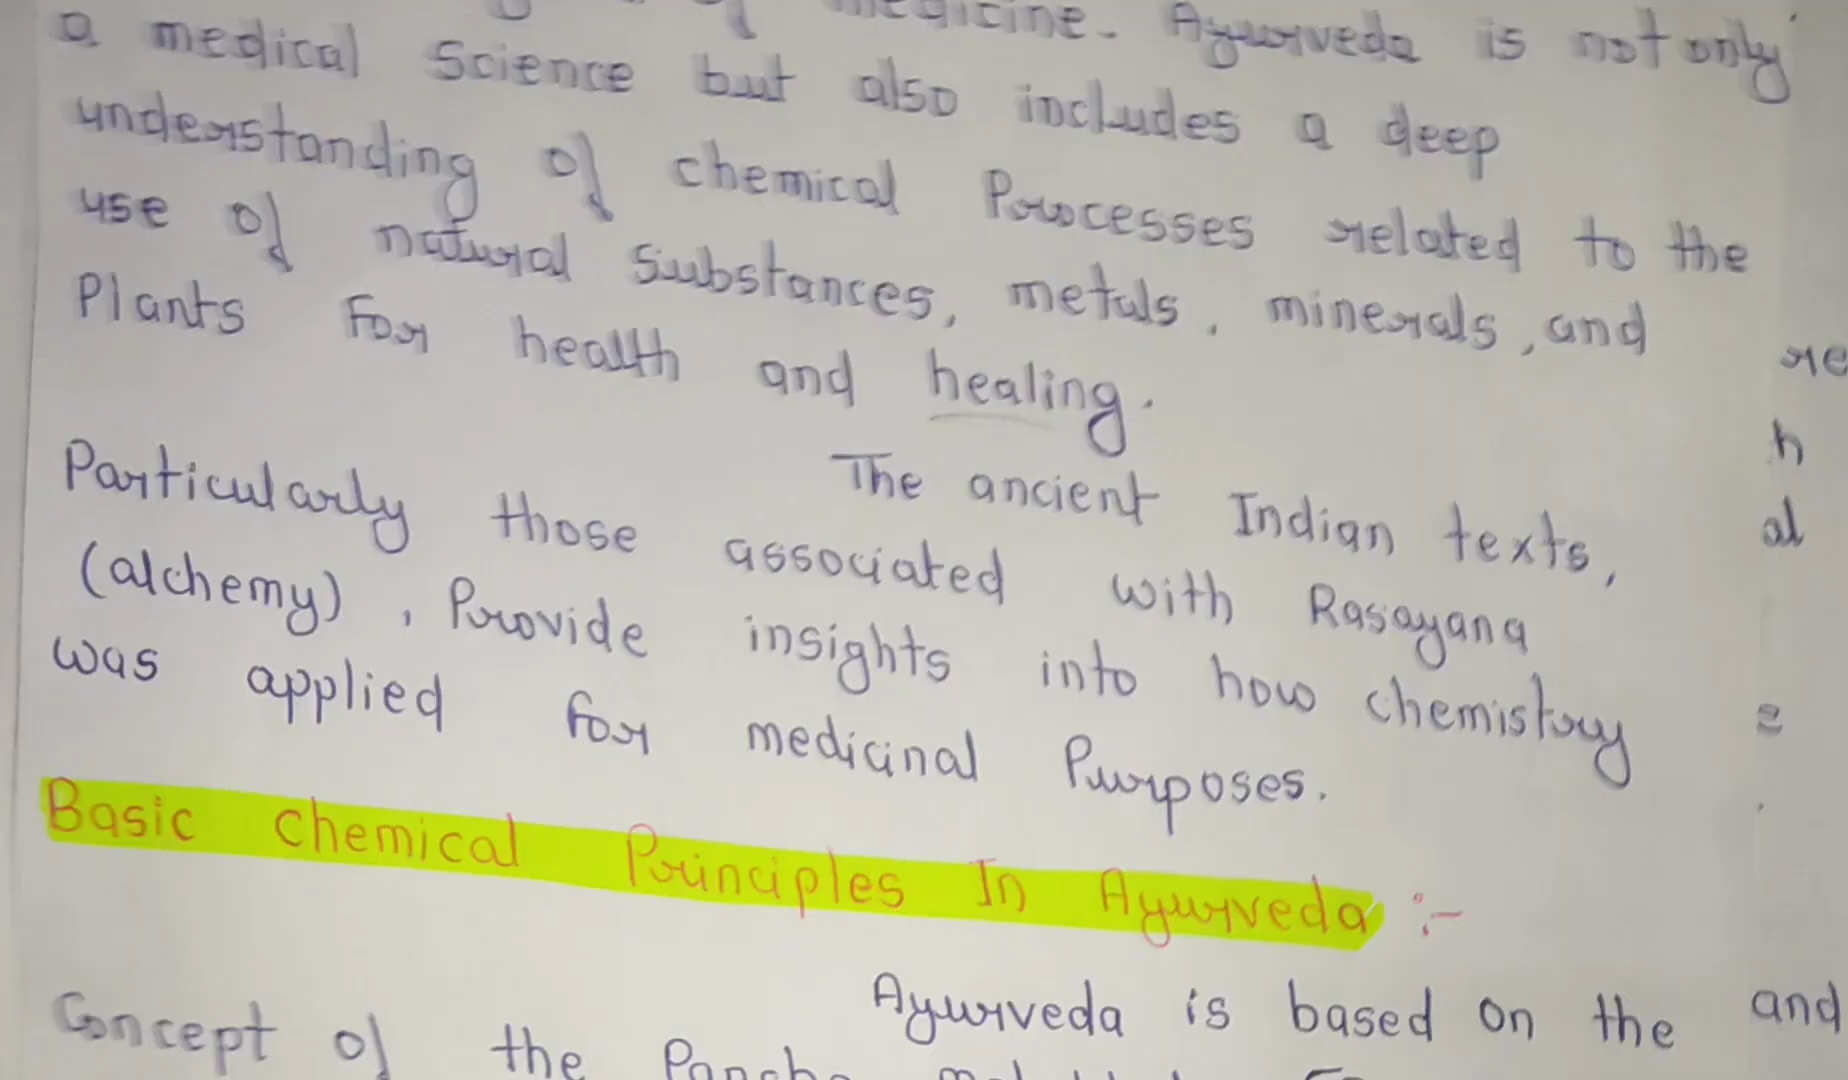 medicine. Ayurveda is not only
a medical Science but also includes a deep
understanding of chemical Processes related to the
use of natural Substances, metals, minerals, and
Plants For health and healing.
The ancient Indian texts,
Particularly those associated with Rasayana
(alchemy), Provide insights into how chemistry
was applied for medicinal Purposes.
Basic Chemical Principles In Ayurveda :-
Ayurveda is based on the
Concept of the Pancha
re
h
al
and